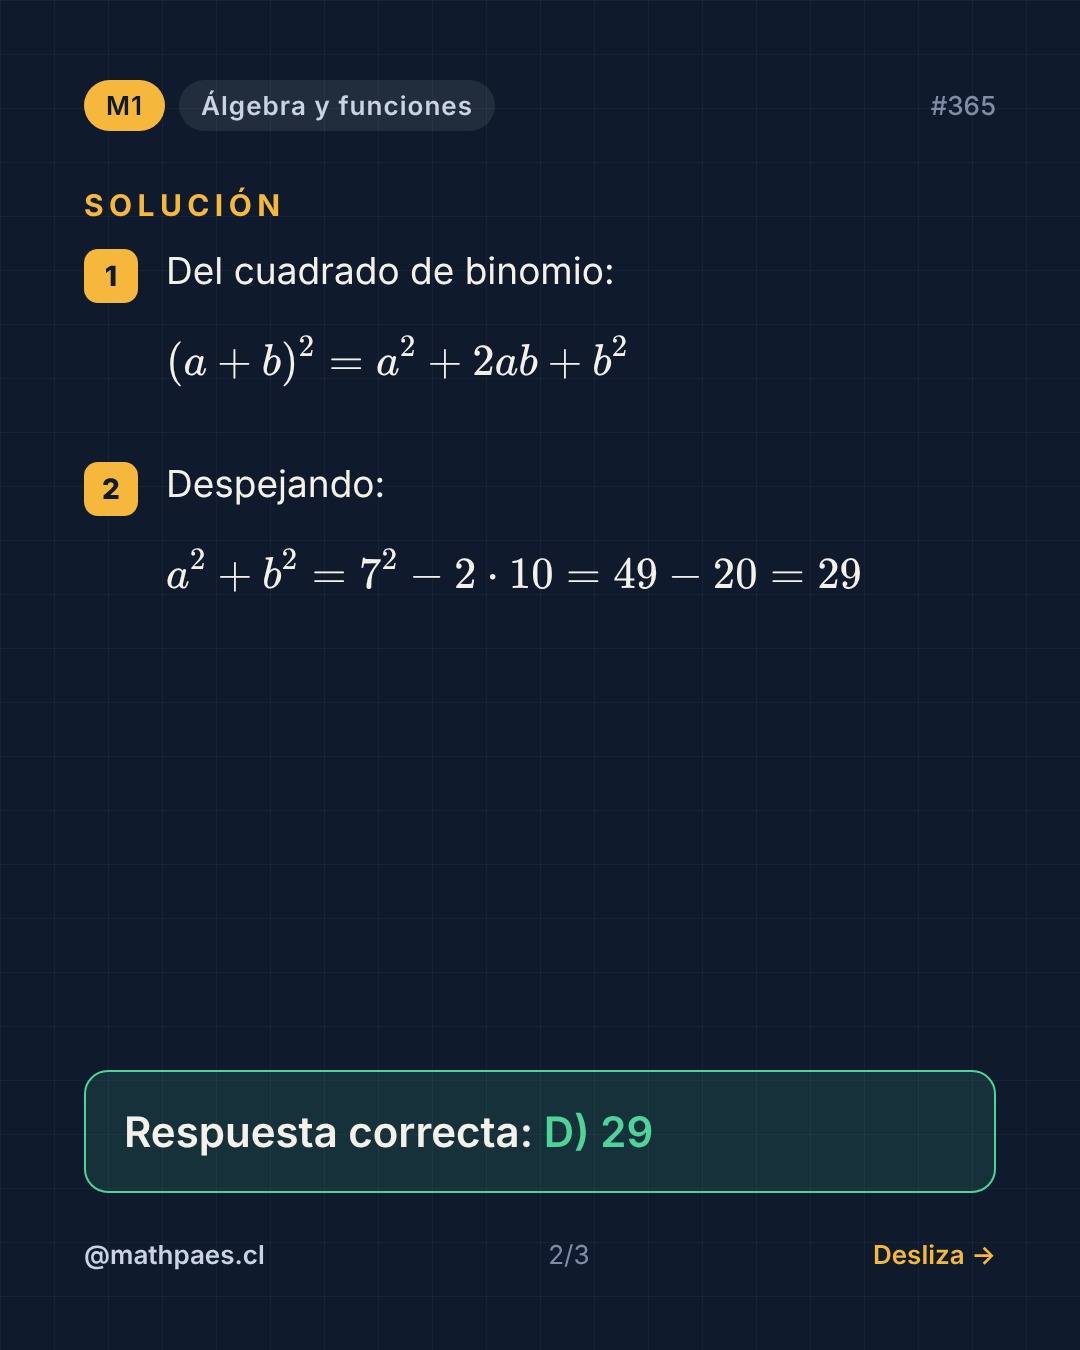 M1 Álgebra y funciones #365
SOLUCIÓN
1 Del cuadrado de binomio:
(a + b)² = a² + 2ab + b²
2 Despejando:
a² + b² = 7² − 2 · 10 = 49 − 20 = 29
Respuesta correcta: D) 29
@mathpaes.cl 2/3 Desliza →